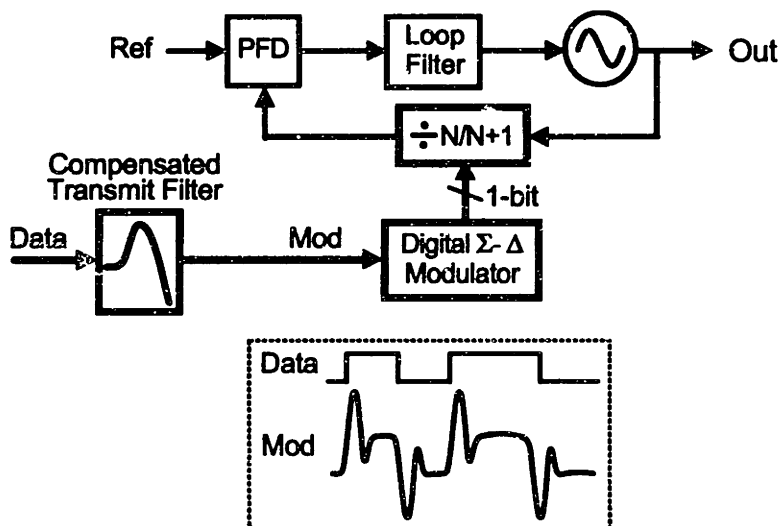 Ref
PFD
Loop
Filter
Out
÷ N/N+1
1-bit
Compensated
Transmit Filter
Data
Mod
Digital Σ- Δ
Modulator
Data
Mod